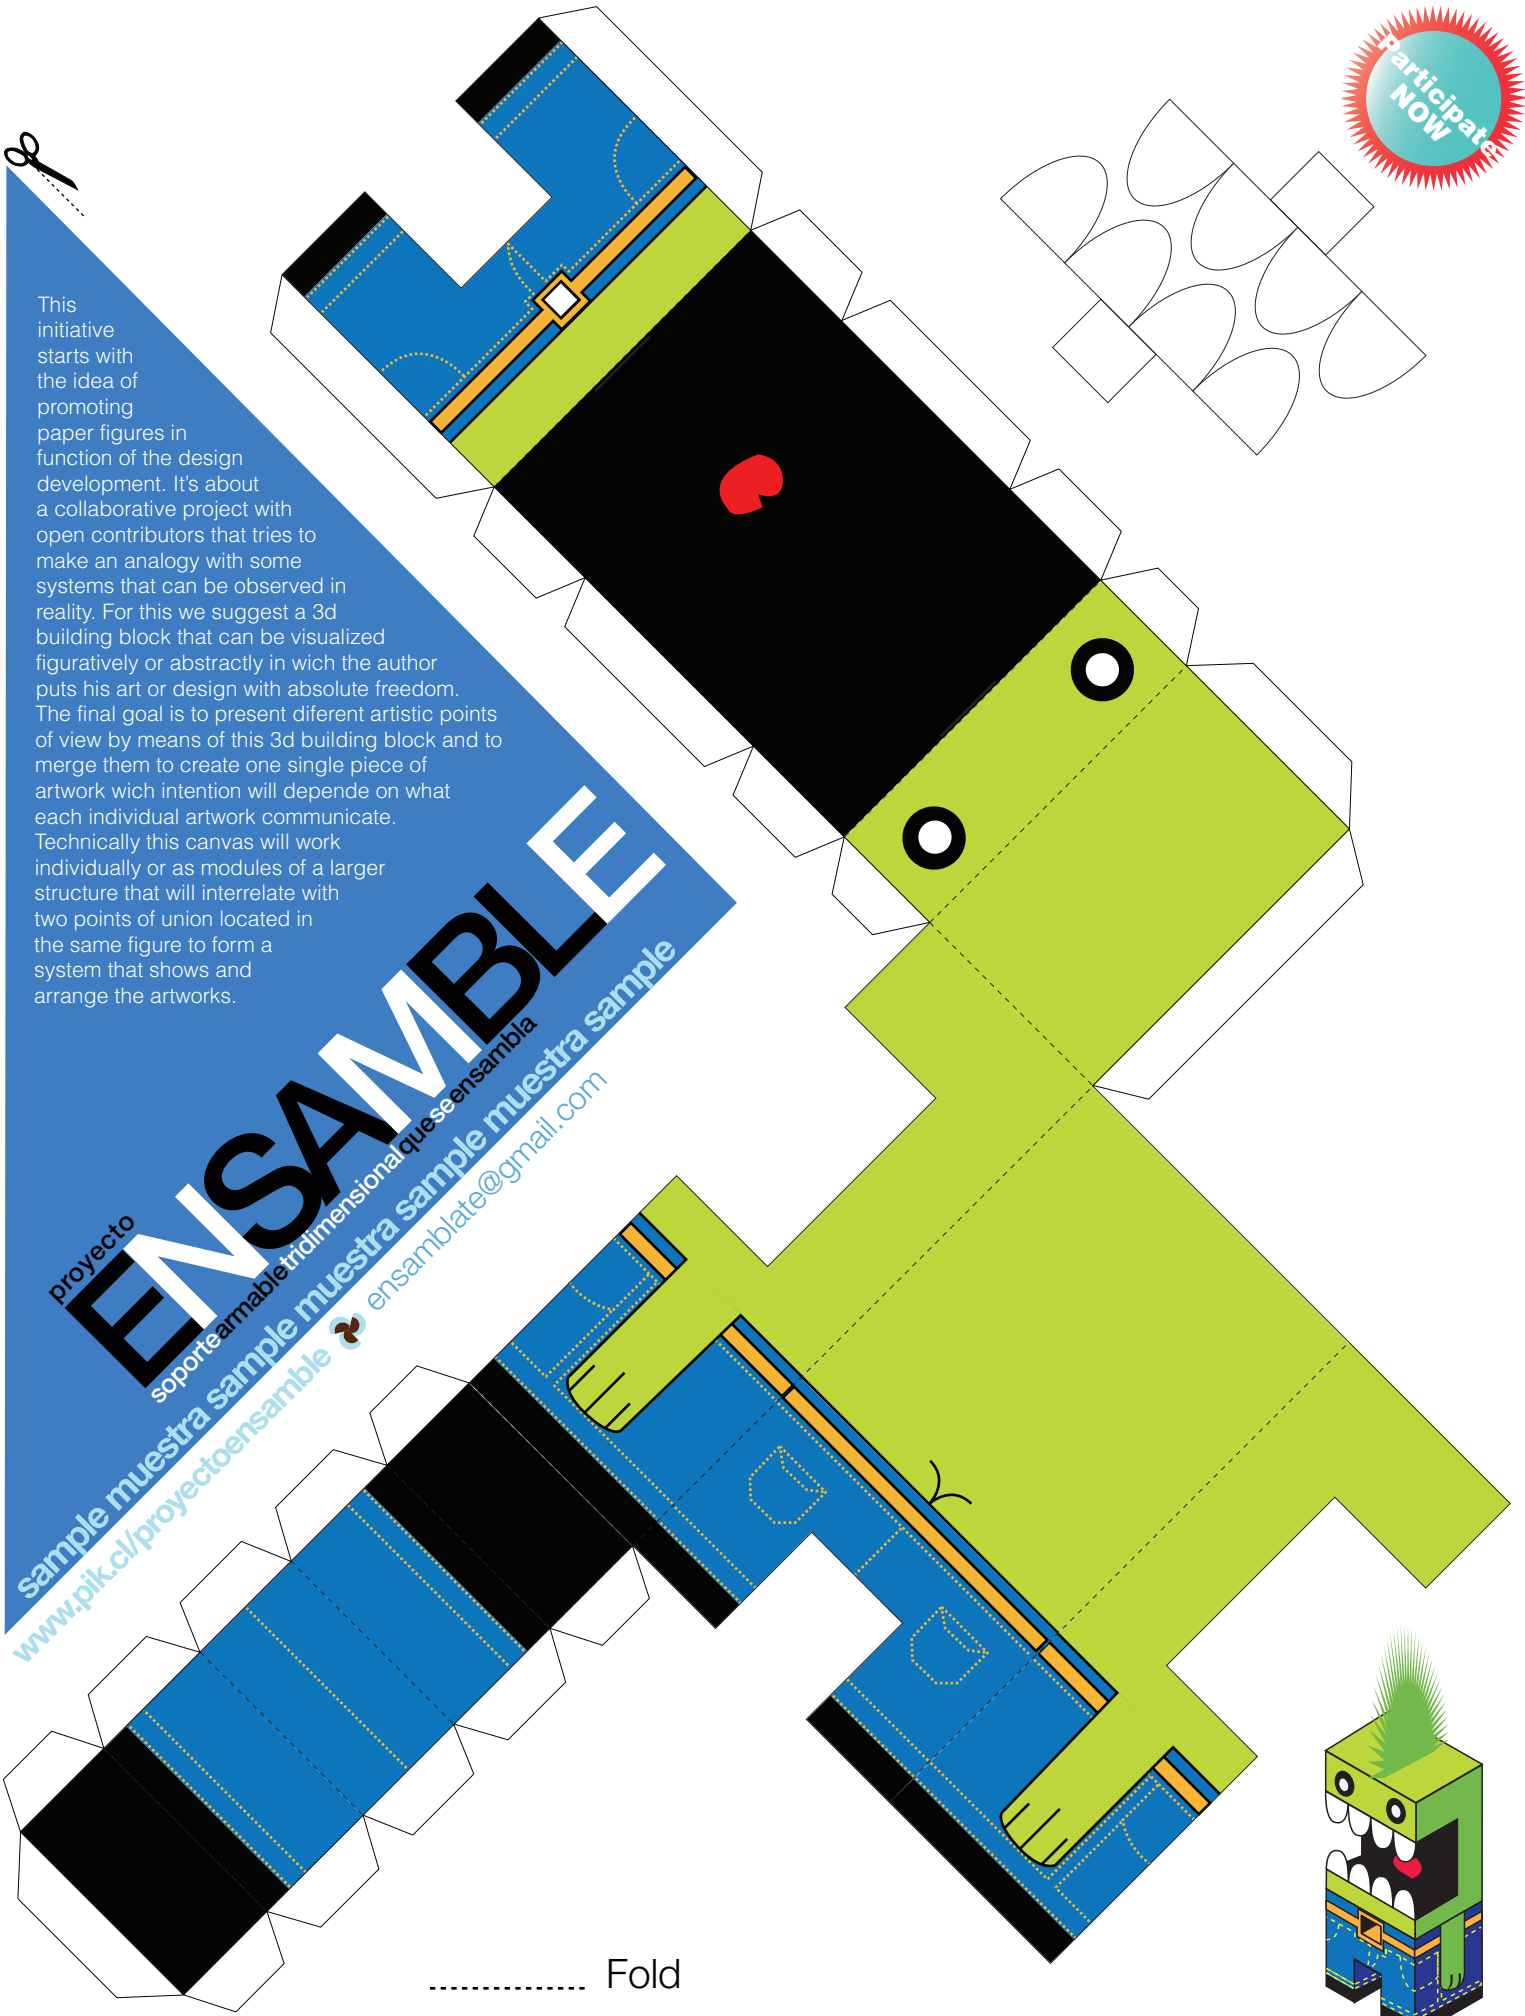 Participate
NOW
This
initiative
starts with
the idea of
promoting
paper figures in
function of the design
development. It's about
a collaborative project with
open contributors that tries to
make an analogy with some
systems that can be observed in
reality. For this we suggest a 3d
building block that can be visualized
figuratively or abstractly in wich the author
puts his art or design with absolute freedom.
The final goal is to present diferent artistic points
of view by means of this 3d building block and to
merge them to create one single piece of
artwork wich intention will depende on what
each individual artwork communicate.
Technically this canvas will work
individually or as modules of a larger
structure that will interrelate with
two points of union located in
the same figure to form a
system that shows and
arrange the artworks.
proyecto
ENSAMBLE
soportearmabletridimensionalqueseensambla
sample muestra sample muestra sample muestra sample muestra sample
www.pik.cl/proyectoensamble ensamblate@gmail.com
Fold